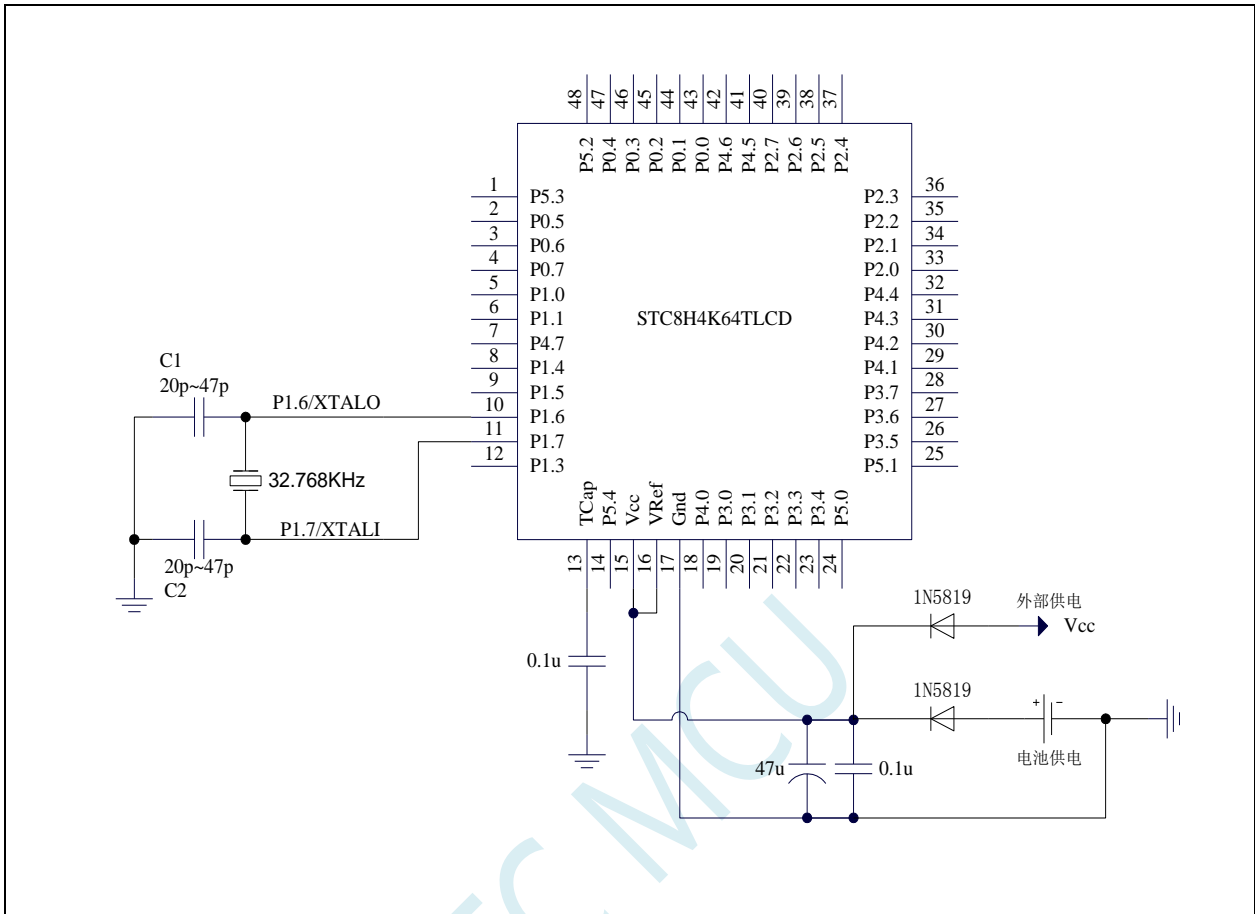 48 47 46 45 44 43 42 41 40 39 38 37
P5.2 P0.4 P0.3 P0.2 P0.1 P0.0 P4.6 P4.5 P2.7 P2.6 P2.5 P2.4
1 P5.3
2 P0.5
3 P0.6
4 P0.7
5 P1.0
6 P1.1
7 P4.7
8 P1.4
9 P1.5
10 P1.6
11 P1.7
12 P1.3
STC8H4K64TLCD
P2.3 36
P2.2 35
P2.1 34
P2.0 33
P4.4 32
P4.3 31
P4.2 30
P4.1 29
P3.7 28
P3.6 27
P3.5 26
P5.1 25
TCap P5.4 Vcc VRef Gnd P4.0 P3.0 P3.1 P3.2 P3.3 P3.4 P5.0
13 14 15 16 17 18 19 20 21 22 23 24
C1
20p~47p
P1.6/XTALO
32.768KHz
P1.7/XTALI
20p~47p
C2
0.1u
1N5819
外部供电
Vcc
1N5819
+ -
电池供电
47u
0.1u
STC MCU